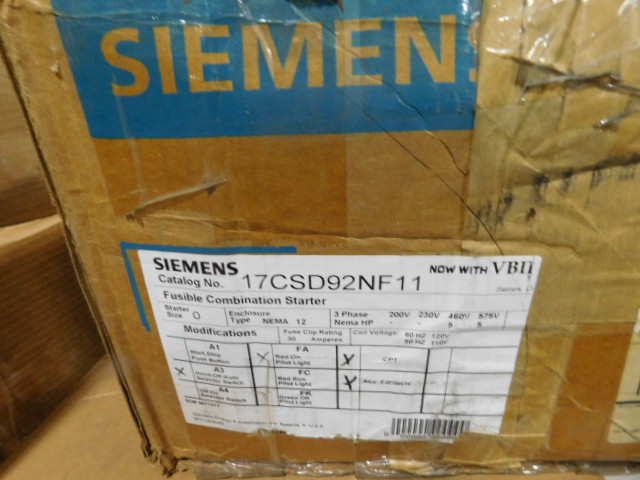 SIEMENS
SIEMENS
NOW WITH VBII
Catalog No. 17CSD92NF11
Series
Fusible Combination Starter
Starter Size 0
Enclosure Type NEMA 12
3 Phase 200V 230V 460V 575V
Nema HP - - 5 5
Modifications
Fuse Clip Rating
30 Amperes
Coil Voltage: 60 HZ 120V
50 HZ 110V
A1
Start,Stop
Push Button
FA
Red-On
Pilot Light
X CPT
X A3
Hand-Off-Auto
Selector Switch
FC
Red Run
Pilot Light
X
A4
Selector Switch
FK
Green Off
Pilot Light